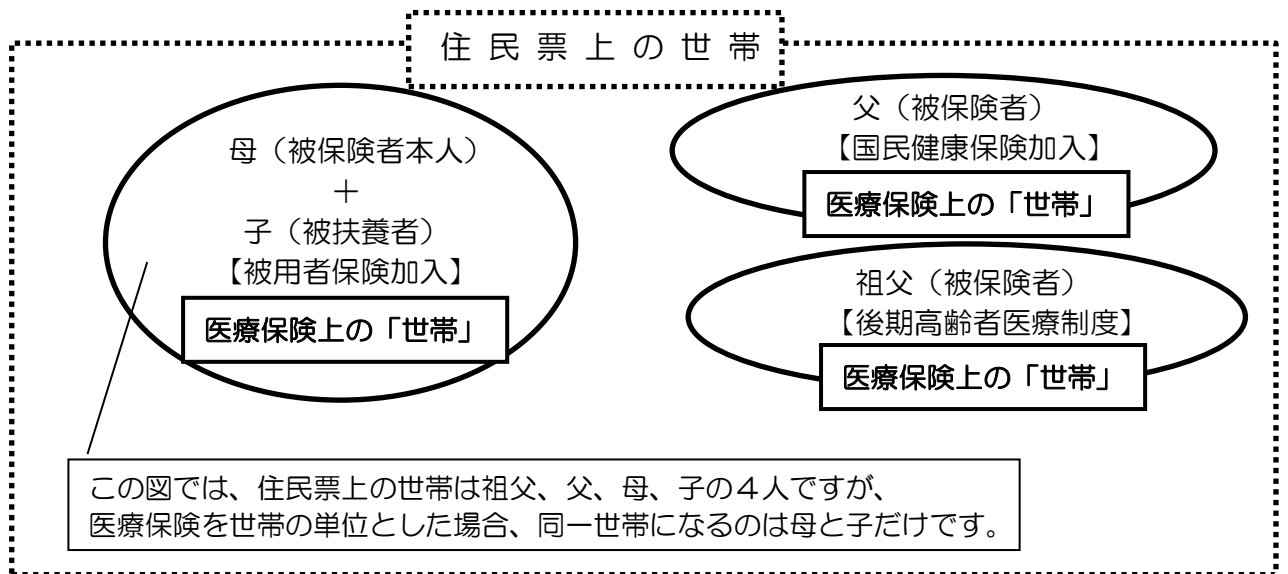 住民票上の世帯
母（被保険者本人）
＋
子（被扶養者）
【被用者保険加入】
医療保険上の「世帯」
父（被保険者）
【国民健康保険加入】
医療保険上の「世帯」
祖父（被保険者）
【後期高齢者医療制度】
医療保険上の「世帯」
この図では、住民票上の世帯は祖父、父、母、子の４人ですが、
医療保険を世帯の単位とした場合、同一世帯になるのは母と子だけです。